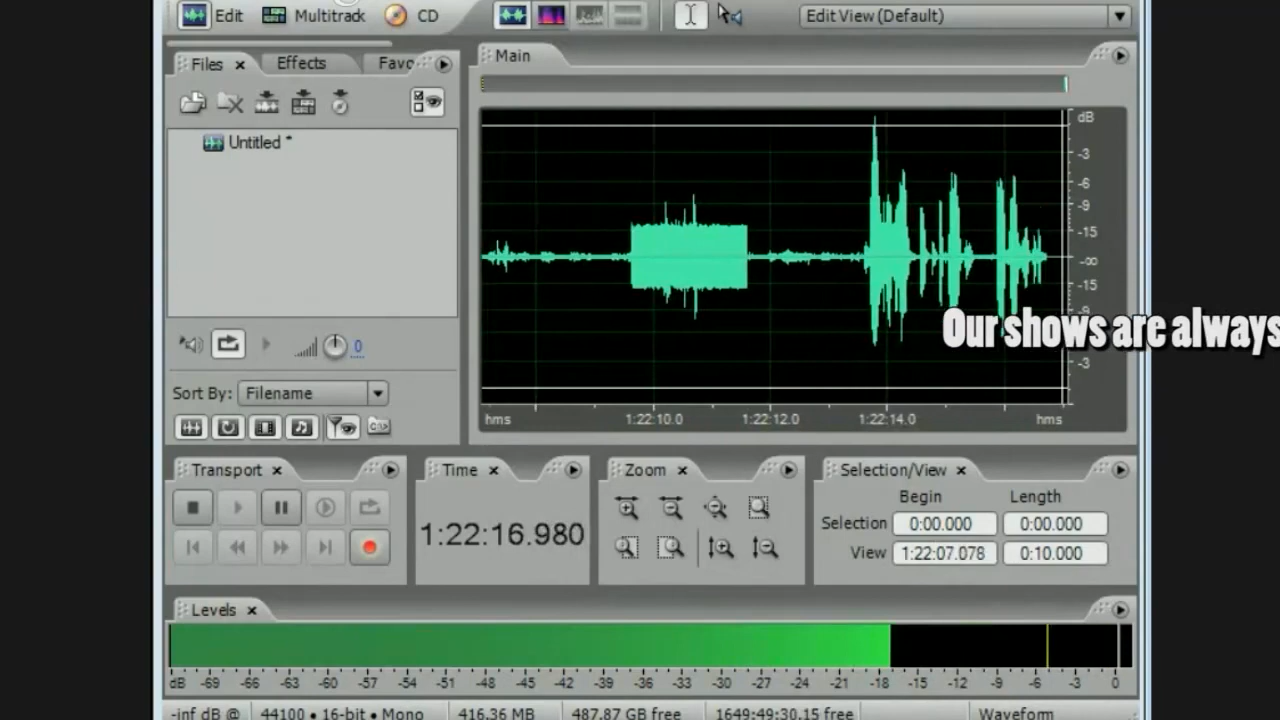 Edit Multitrack CD Edit View (Default)
Files Effects Favo
Main
Untitled *
dB
-3
-6
-9
-15
-∞
-15
-9
-3
Our shows are always
0
Sort By: Filename
hms 1:22:10.0 1:22:12.0 1:22:14.0 hms
Transport Time Zoom Selection/View
Begin Length
Selection 0:00.000 0:00.000
View 1:22:07.078 0:10.000
1:22:16.980
Levels
dB -69 -66 -63 -60 -57 -54 -51 -48 -45 -42 -39 -36 -33 -30 -27 -24 -21 -18 -15 -12 -9 -6 -3 0
-inf dB @ 44100 • 16-bit • Mono 416.36 MB 487.87 GB free 1649:49:30.15 free Waveform